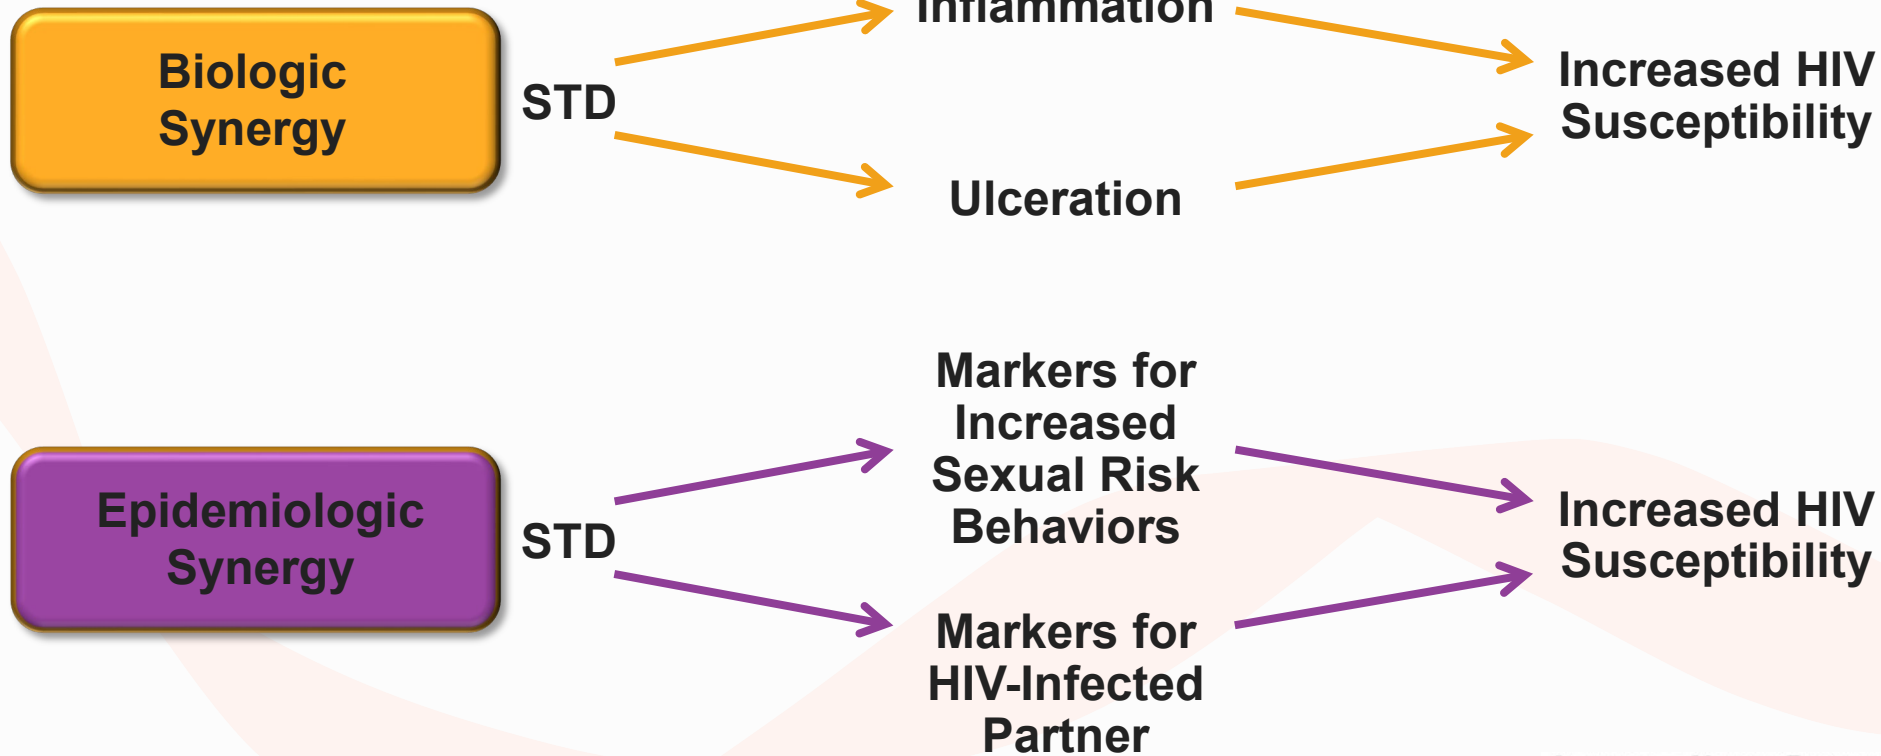 Inflammation
Biologic
Synergy
STD
Increased HIV
Susceptibility
Ulceration
Markers for
Increased
Sexual Risk
Behaviors
Epidemiologic
Synergy
STD
Increased HIV
Susceptibility
Markers for
HIV-Infected
Partner